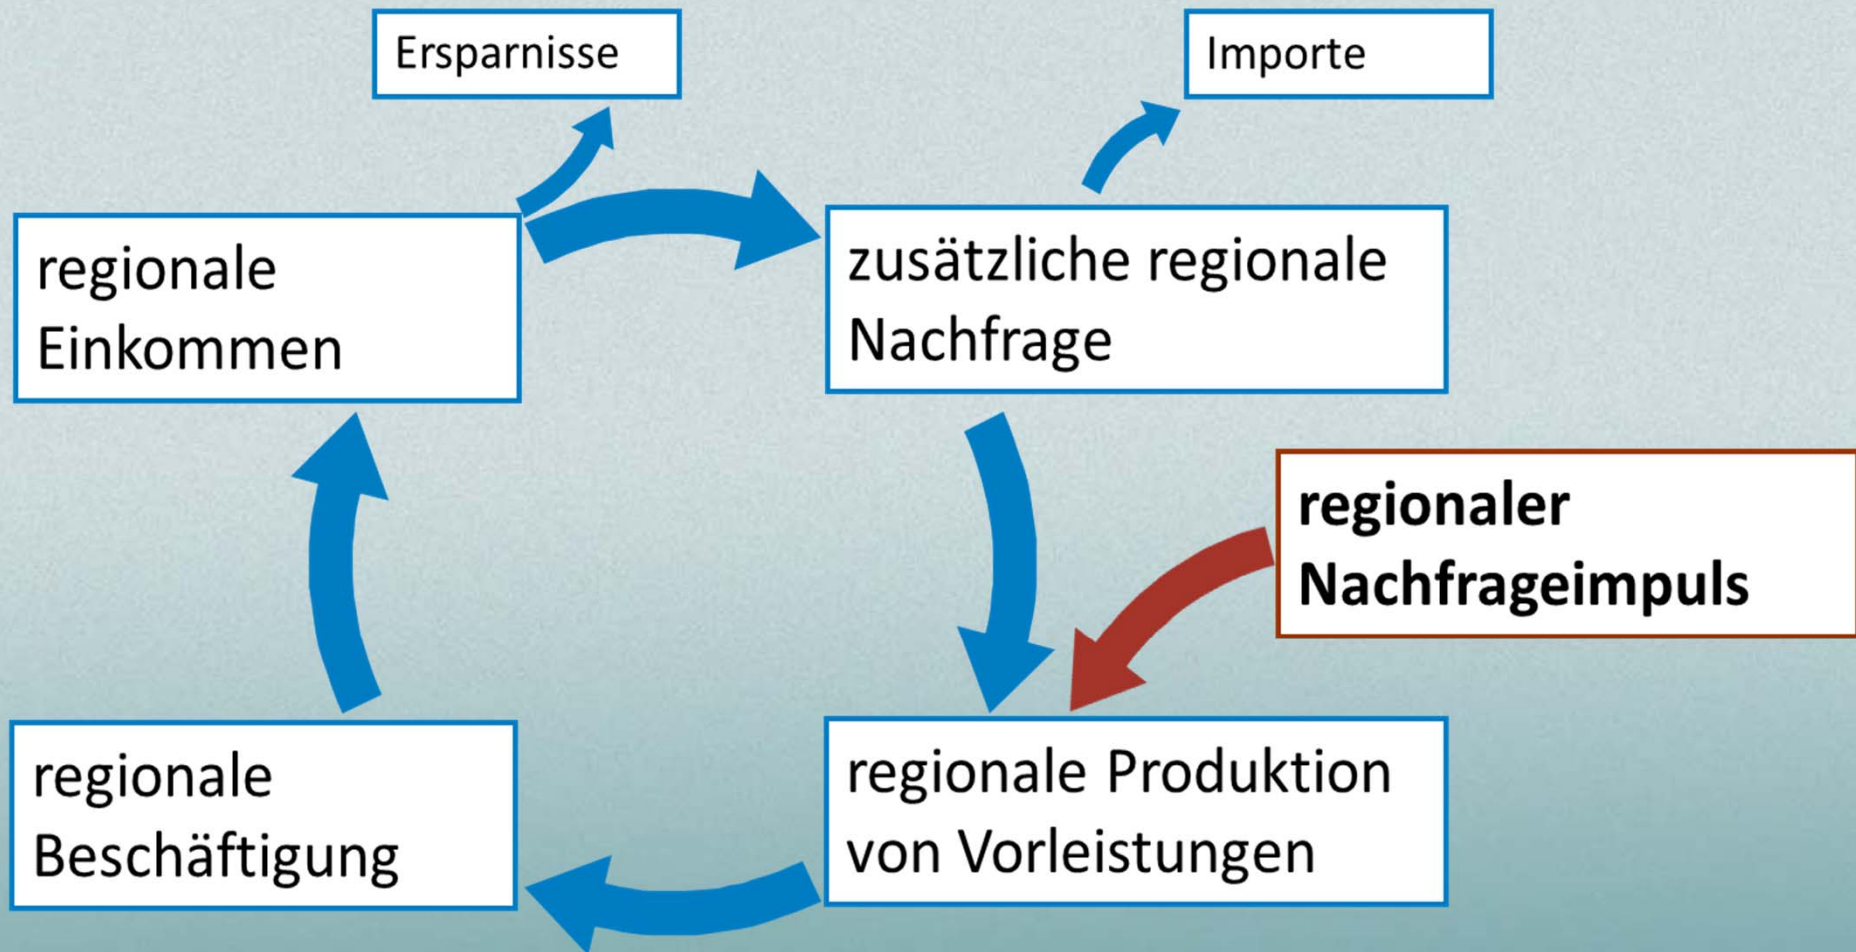 Ersparnisse
Importe
regionale
Einkommen
zusätzliche regionale
Nachfrage
regionaler
Nachfrageimpuls
regionale
Beschäftigung
regionale Produktion
von Vorleistungen